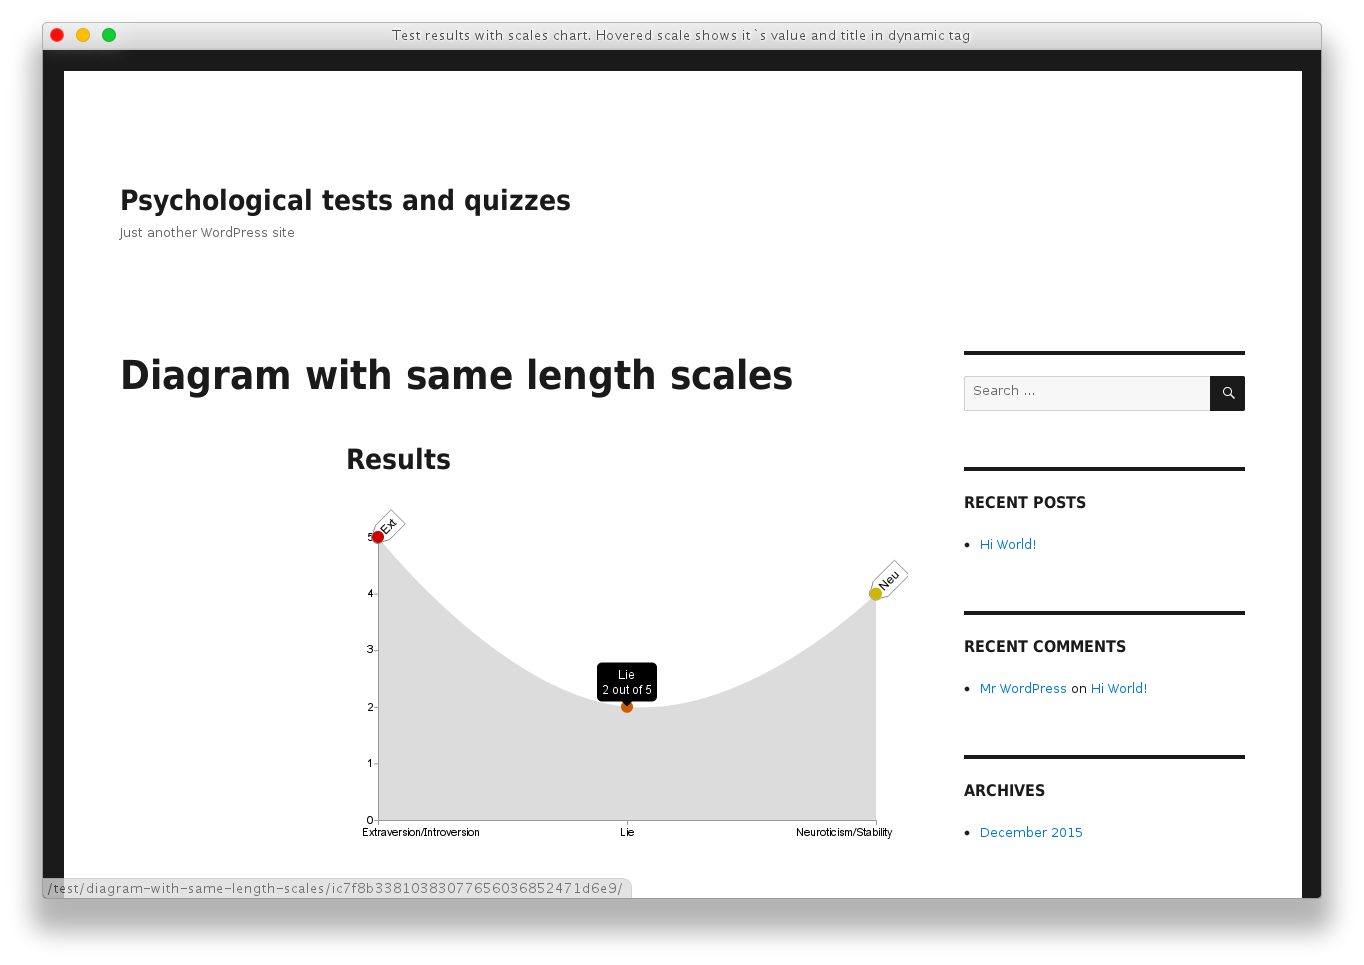 Test results with scales chart. Hovered scale shows it`s value and title in dynamic tag
Psychological tests and quizzes
Just another WordPress site
Diagram with same length scales
Results
Ext
5
4
3
2
1
0
Neu
Lie
2 out of 5
Extraversion/Introversion
Lie
Neuroticism/Stability
Search ...
RECENT POSTS
Hi World!
RECENT COMMENTS
Mr WordPress on Hi World!
ARCHIVES
December 2015
/test/diagram-with-same-length-scales/ic7f8b33810383077656036852471d6e9/